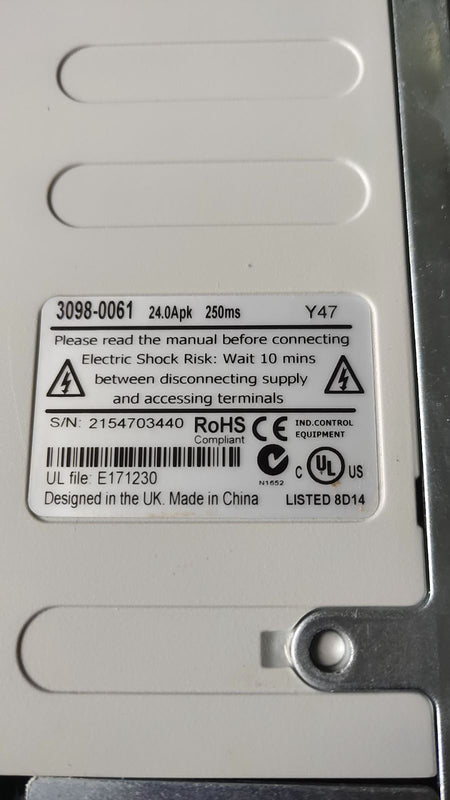 3098-0061 24.0Apk 250ms Y47
Please read the manual before connecting
Electric Shock Risk: Wait 10 mins
between disconnecting supply
and accessing terminals
S/N: 2154703440 RoHS Compliant CE IND.CONTROL EQUIPMENT
N1652
UL file: E171230 C UL US
Designed in the UK. Made in China LISTED 8D14